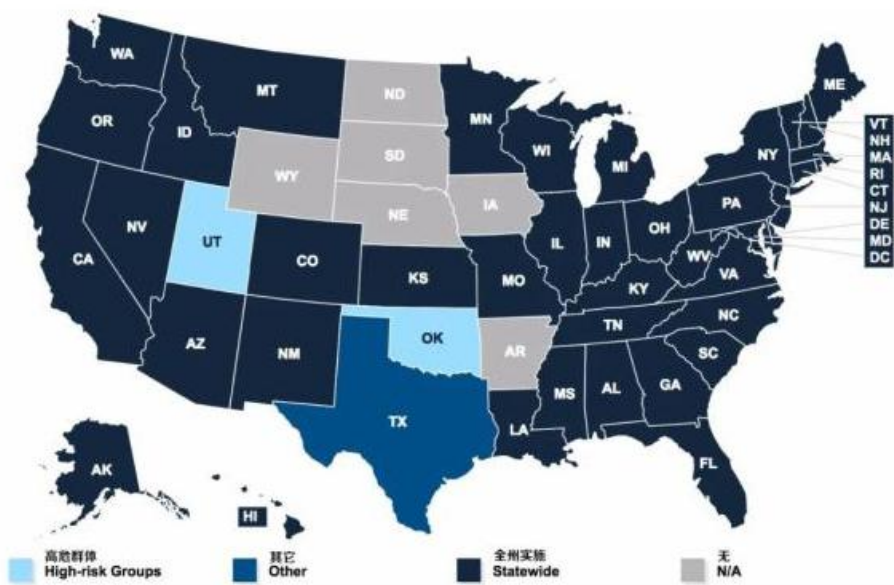 WA
MT
ND
MN
ME
OR
ID
SD
WI
MI
NY
VT
NH
MA
RI
CT
NJ
DE
MD
DC
WY
NE
IA
PA
NV
UT
CO
KS
MO
IL
IN
OH
WV
VA
KY
CA
AZ
NM
OK
AR
TN
NC
SC
TX
LA
MS
AL
GA
FL
AK
HI
高危群体
High-risk Groups
其它
Other
全州实施
Statewide
无
N/A